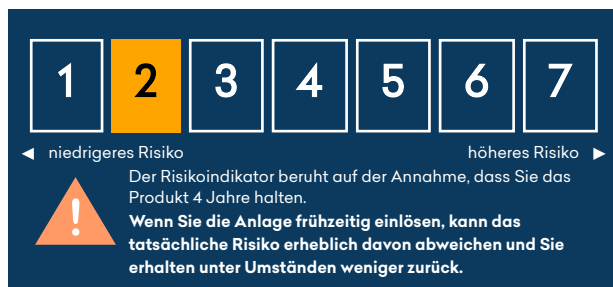 1 2 3 4 5 6 7
◄ niedrigeres Risiko höheres Risiko ►
Der Risikoindikator beruht auf der Annahme, dass Sie das
Produkt 4 Jahre halten.
!
Wenn Sie die Anlage frühzeitig einlösen, kann das
tatsächliche Risiko erheblich davon abweichen und Sie
erhalten unter Umständen weniger zurück.